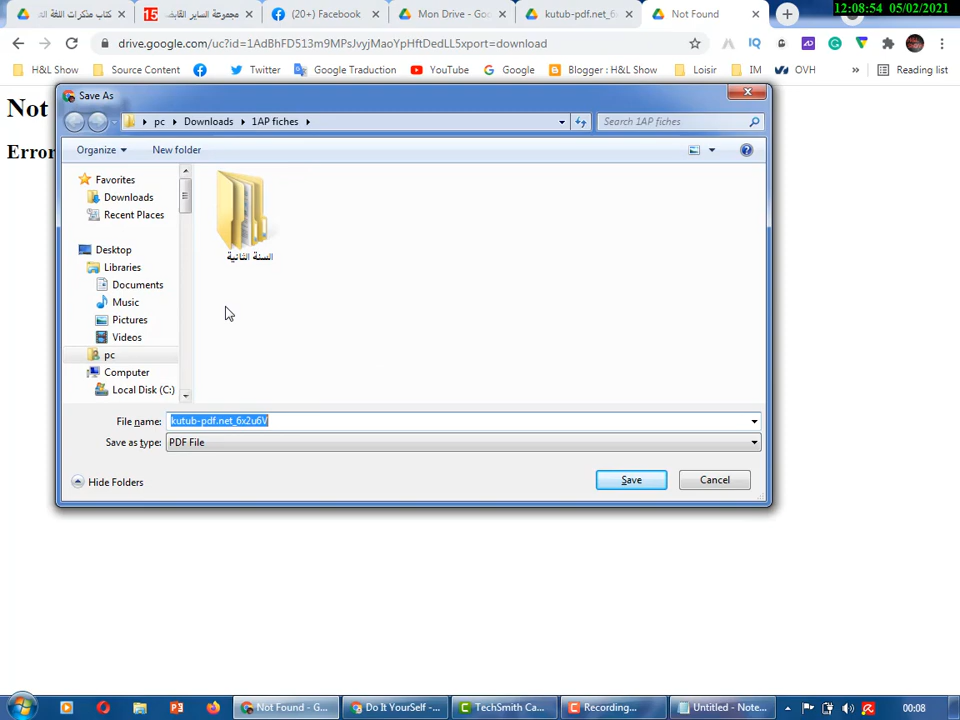 12:08:54 05/02/2021
كتاب مذكرات اللغة الت
مجموعة الساير القابض
(20+) Facebook
Mon Drive - Goo
kutub-pdf.net_6
Not Found
drive.google.com/uc?id=1AdBhFD513m9MPsJvyjMaoYpHftDedLL5xport=download
H&L Show
Source Content
Twitter
Google Traduction
YouTube
Google
Blogger : H&L Show
Loisir
IM
OVH
»
Reading list
Not
Error
Save As
pc
Downloads
1AP fiches
Search 1AP fiches
Organize
New folder
Favorites
Downloads
Recent Places
Desktop
Libraries
Documents
Music
Pictures
Videos
pc
Computer
Local Disk (C:)
السنة الثانية
File name: kutub-pdf.net_6x2u6V
Save as type: PDF File
Hide Folders
Save
Cancel
Not Found - G...
Do It YourSelf -...
TechSmith Ca...
Recording...
Untitled - Note...
00:08